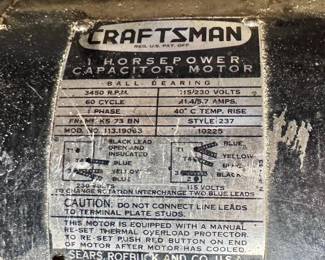 CRAFTSMAN
REG. U.S. PAT. OFF.
1 HORSEPOWER
CAPACITOR MOTOR
BALL BEARING
3450 R.P.M. 115/230 VOLTS
60 CYCLE 11.4/5.7 AMPS.
1 PHASE 40° C TEMP. RISE
FRAME KS 73 BN STYLE 237
MOD. NO. 113.19063 10225
BLACK LEAD
OPEN AND
INSULATED
BLUE
YELLOW
BLUE
YELLOW
BLUE
BLACK
230 VOLTS 115 VOLTS
TO CHANGE ROTATION INTERCHANGE TWO BLUE LEADS
CAUTION: DO NOT CONNECT LINE LEADS
TO TERMINAL PLATE STUDS.
THIS MOTOR IS EQUIPPED WITH A MANUAL
RE-SET THERMAL OVERLOAD PROTECTOR.
TO RE-SET PUSH RED BUTTON ON END
OF MOTOR AFTER MOTOR HAS COOLED.
SEARS, ROEBUCK AND CO. U.S.A.